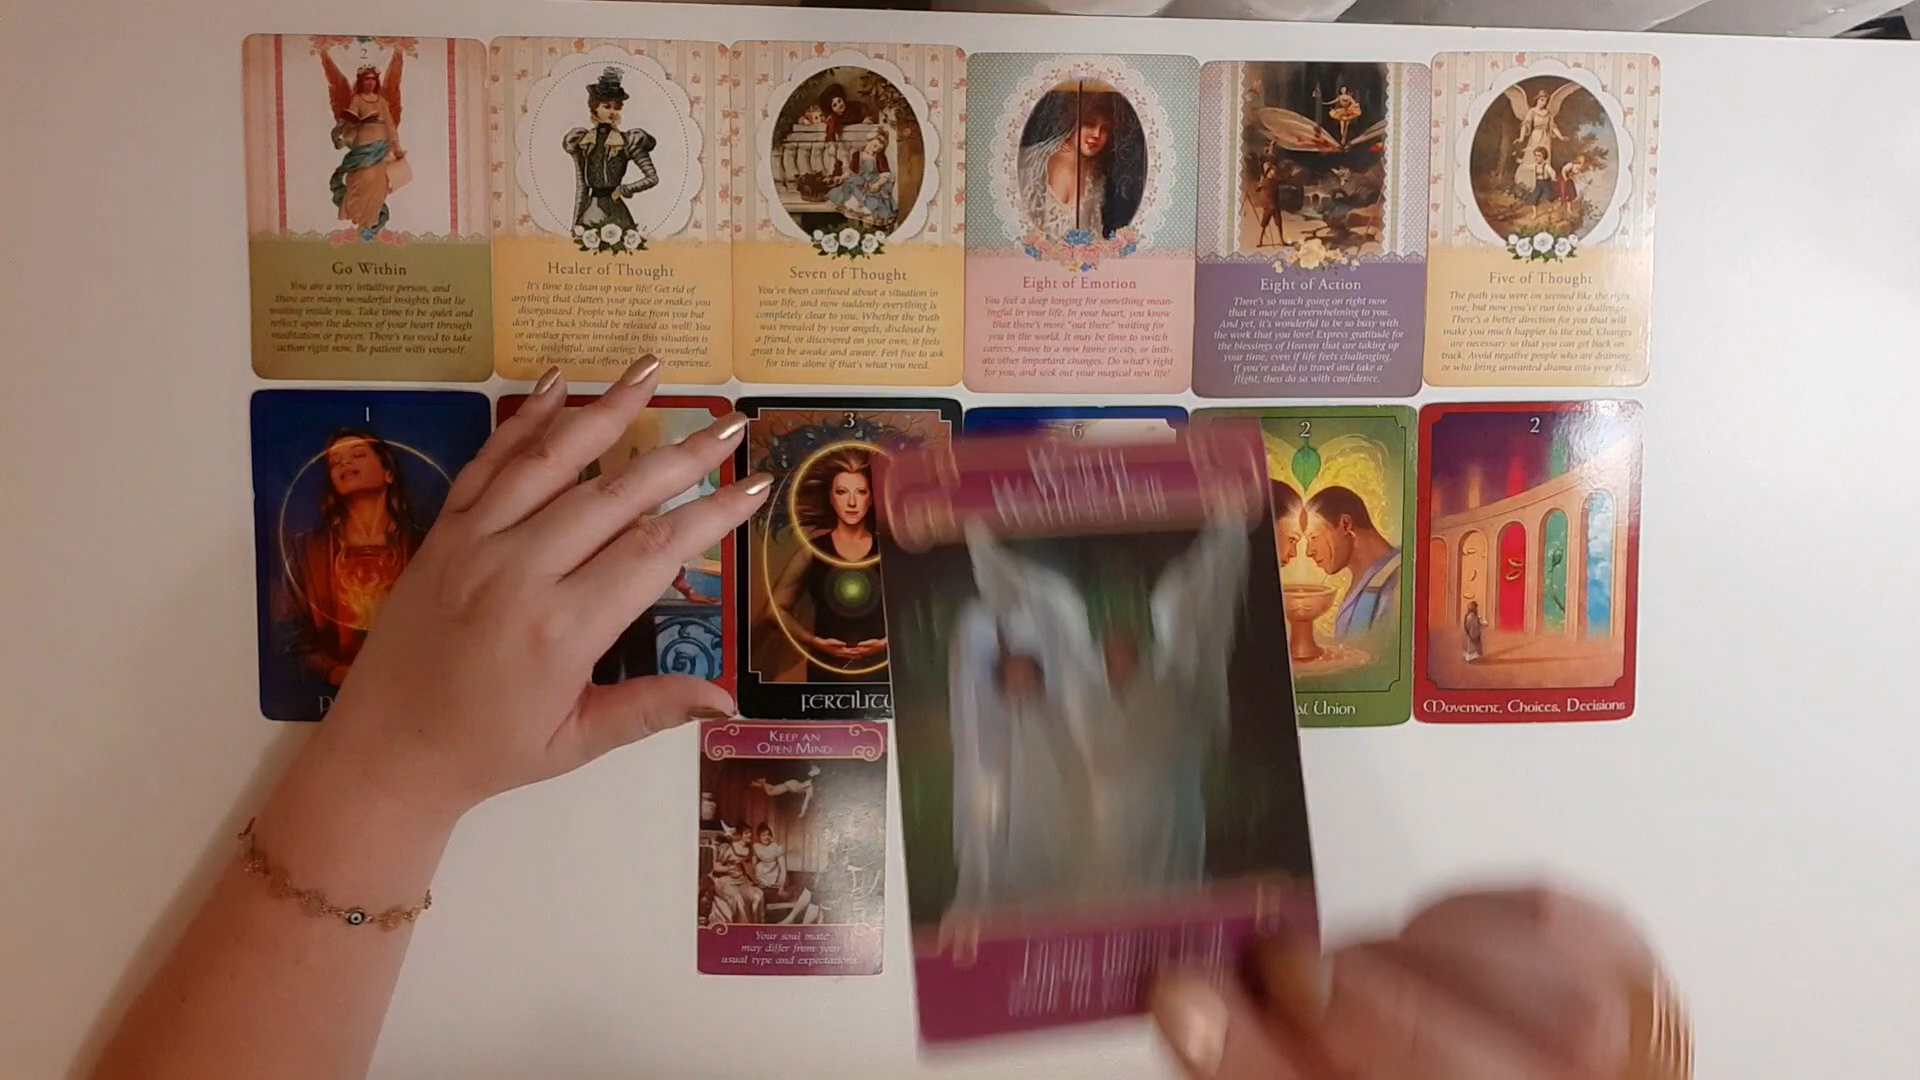 2
Go Within
You are a very intuitive person, and
there are many wonderful insights that lie
waiting inside you. Take time to be quiet and
reflect upon the desires of your heart through
meditation or prayer. There's no need to take
action right now. Be patient with yourself.
Healer of Thought
It's time to clean up your life! Get rid of
anything that clutters your space or makes you
disorganized. People who take from you but
don't give back should be released as well! You
or another person involved in this situation is
wise, insightful, and caring; has a wonderful
sense of humor; and offers a experience.
Seven of Thought
You've been confused about a situation in
your life, and now suddenly everything is
completely clear to you. Whether the truth
was revealed by your angels, disclosed by
a friend, or discovered on your own, it feels
great to be awake and aware. Feel free to ask
for time alone if that's what you need.
Eight of Emotion
You feel a deep longing for something mean-
ingful in your life. In your heart, you know
that there's more "out there" waiting for
you in the world. It may be time to switch
careers, move to a new home or city, or initi-
ate other important changes. Do what's right
for you, and seek out your magical new life!
Eight of Action
There's so much going on right now
that it may feel overwhelming to you.
And yet, it's wonderful to be so busy with
the work that you love! Express gratitude for
the blessings of Heaven that are taking up
your time, even if life feels challenging.
If you're asked to travel and take a
flight, then do so with confidence.
Five of Thought
The path you were on seemed like the right
one, but now you've run into a challenge.
There's a better direction for you that will
make you much happier in the end. Changes
are necessary so that you can get back on
track. Avoid negative people who are draining,
or who bring unwanted drama into your life.
1
3
FERTILITY
6
2
al Union
2
Movement, Choices, Decisions
KEEP AN
OPEN MIND
Your soul mate
may differ from your
usual type and expectations